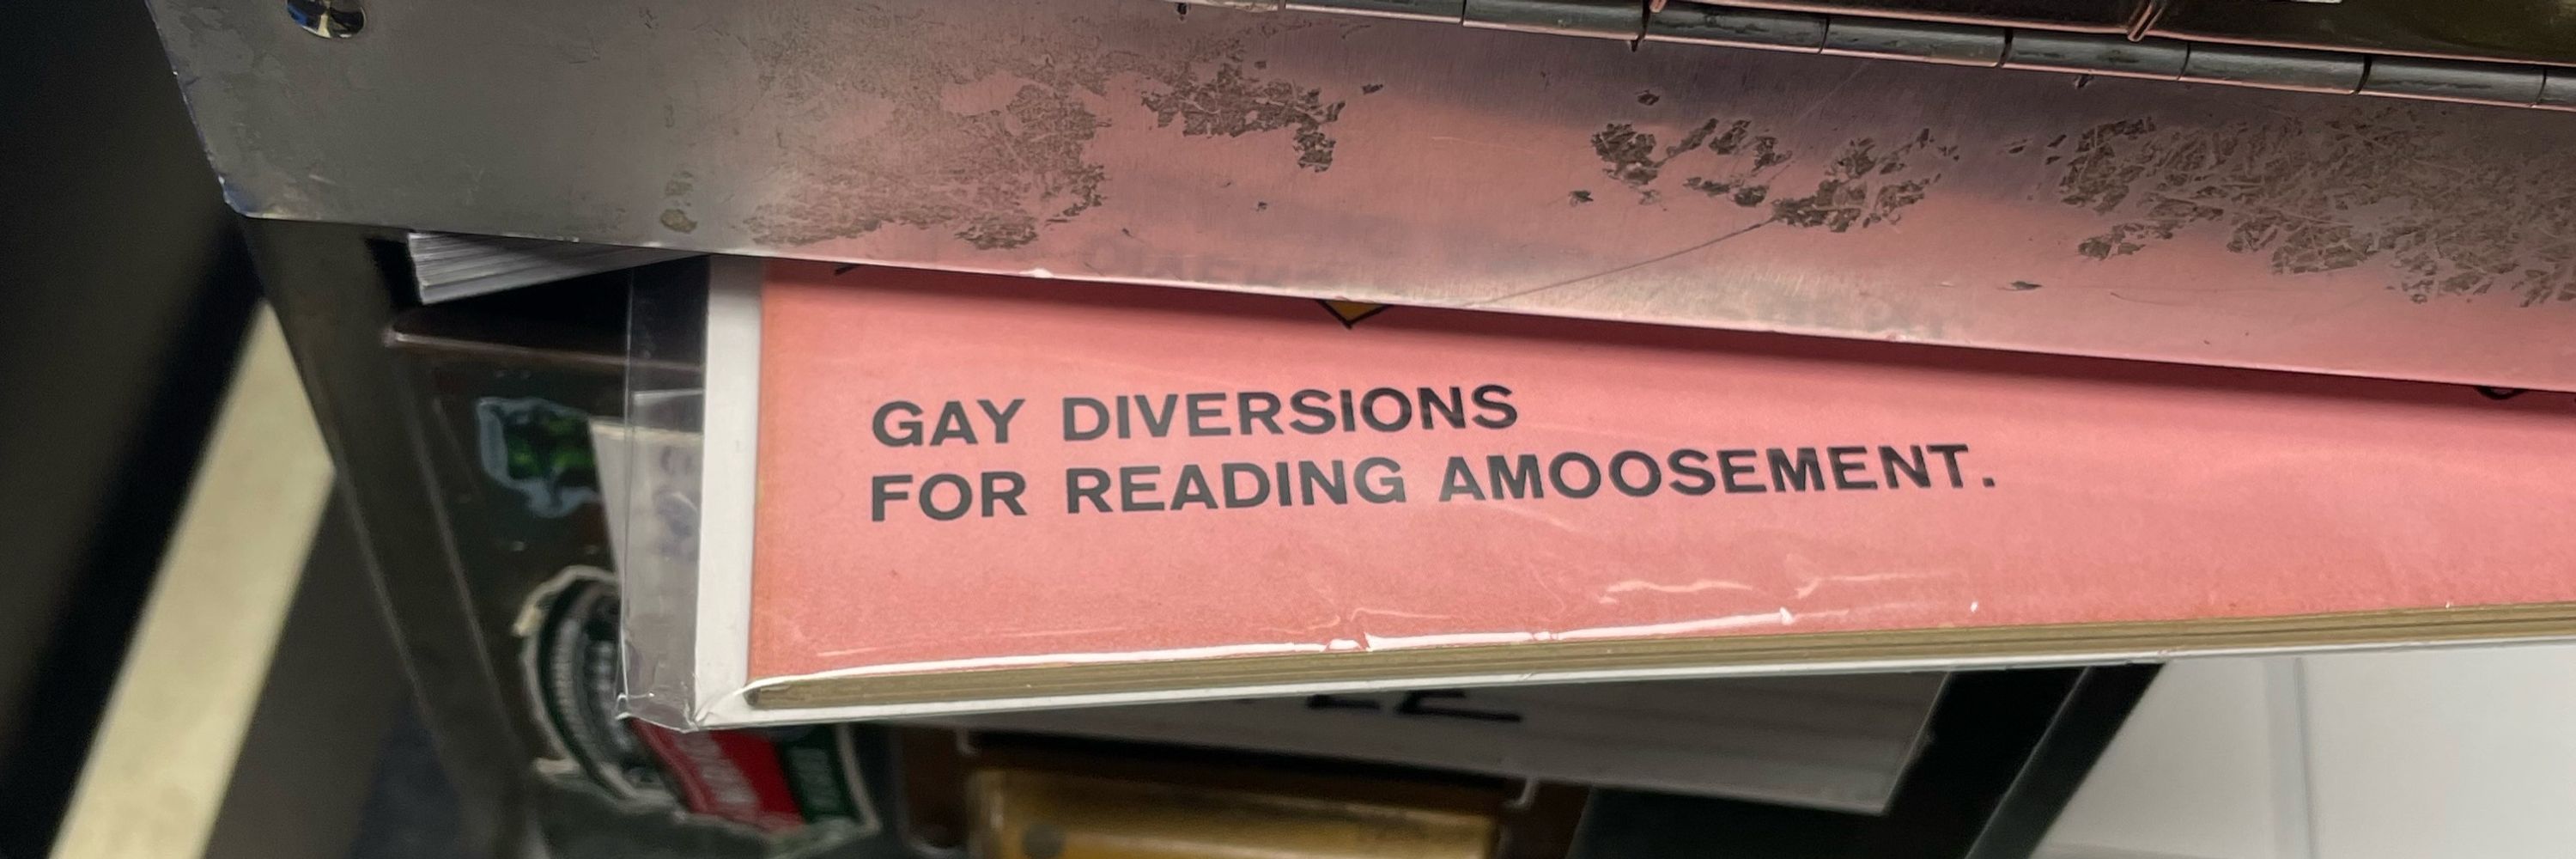 GAY DIVERSIONS
FOR READING AMOOSEMENT.